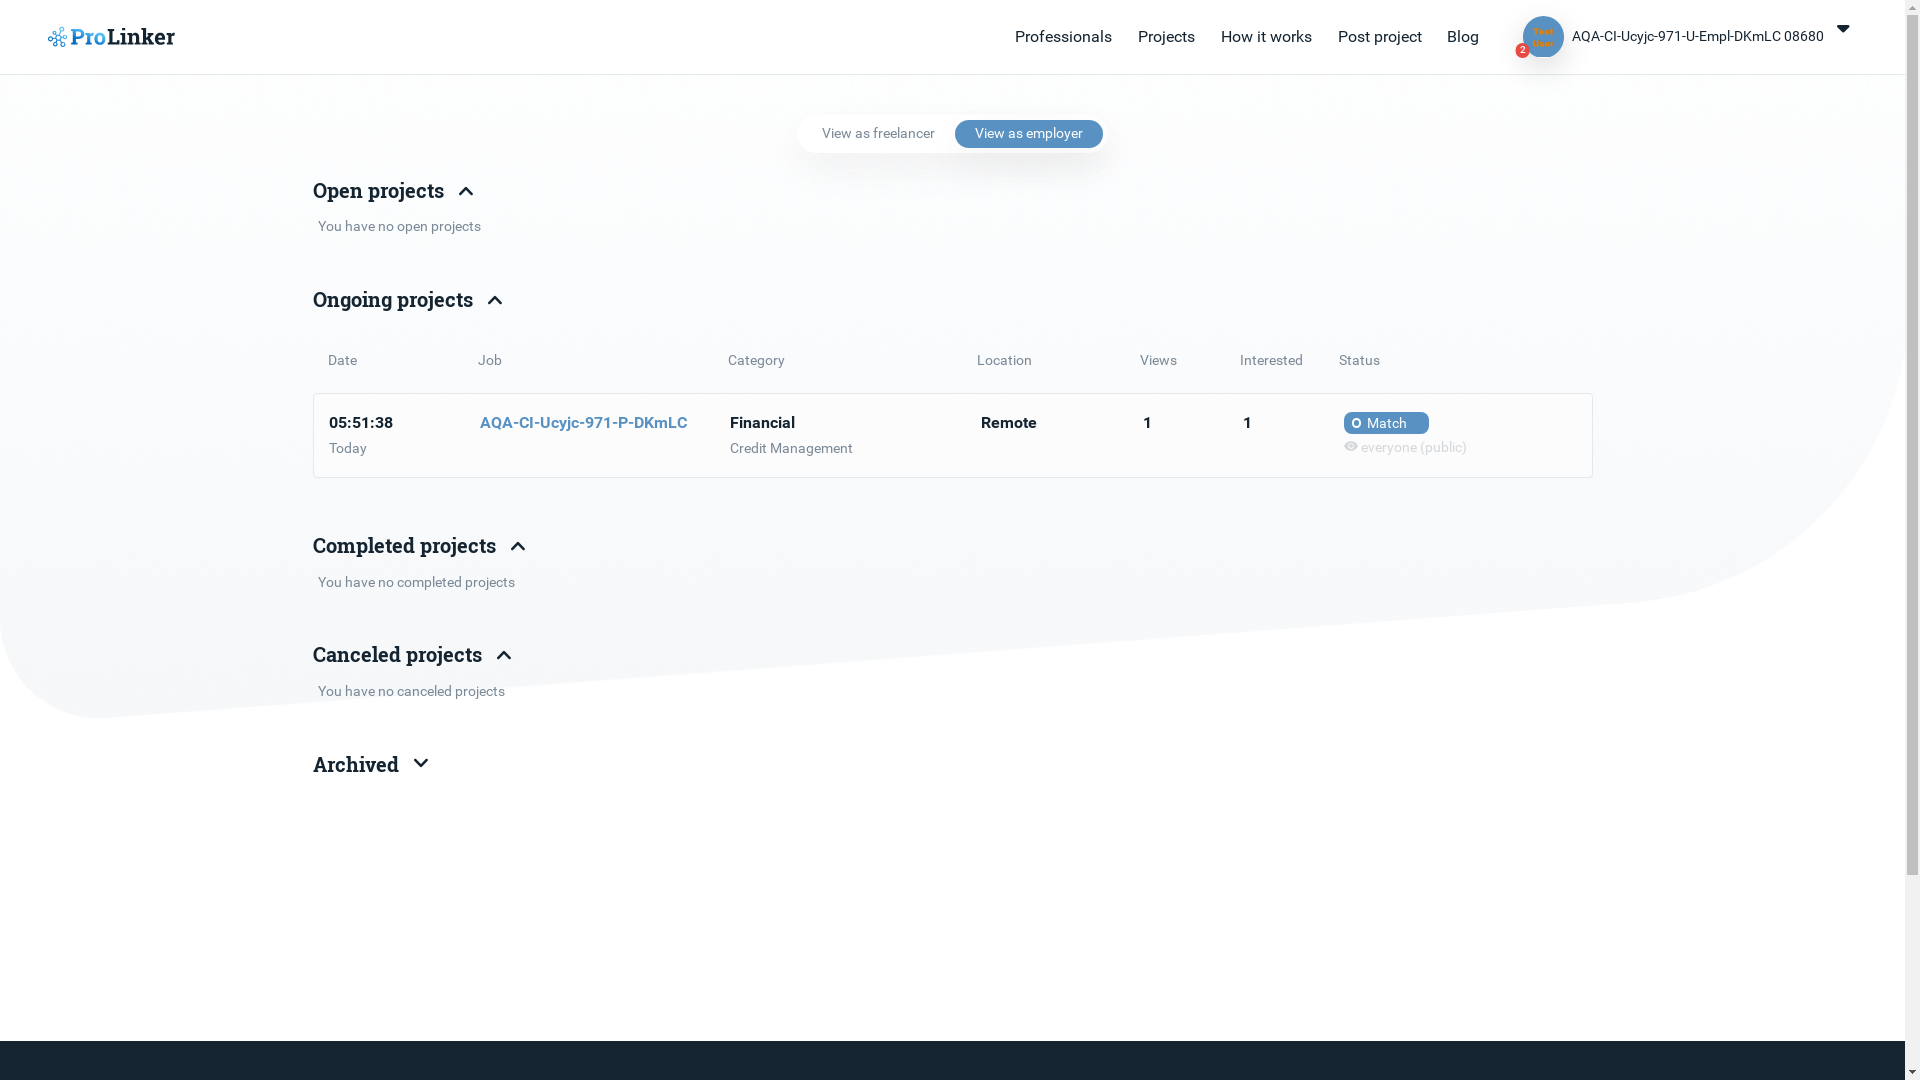 ProLinker
Professionals Projects How it works Post project Blog
2
Test
User
AQA-CI-Ucyjc-971-U-Empl-DKmLC 08680
View as freelancer View as employer
Open projects
You have no open projects
Ongoing projects
Date Job Category Location Views Interested Status
05:51:38 AQA-CI-Ucyjc-971-P-DKmLC Financial Remote 1 1 Match
Today Credit Management everyone (public)
Completed projects
You have no completed projects
Canceled projects
You have no canceled projects
Archived